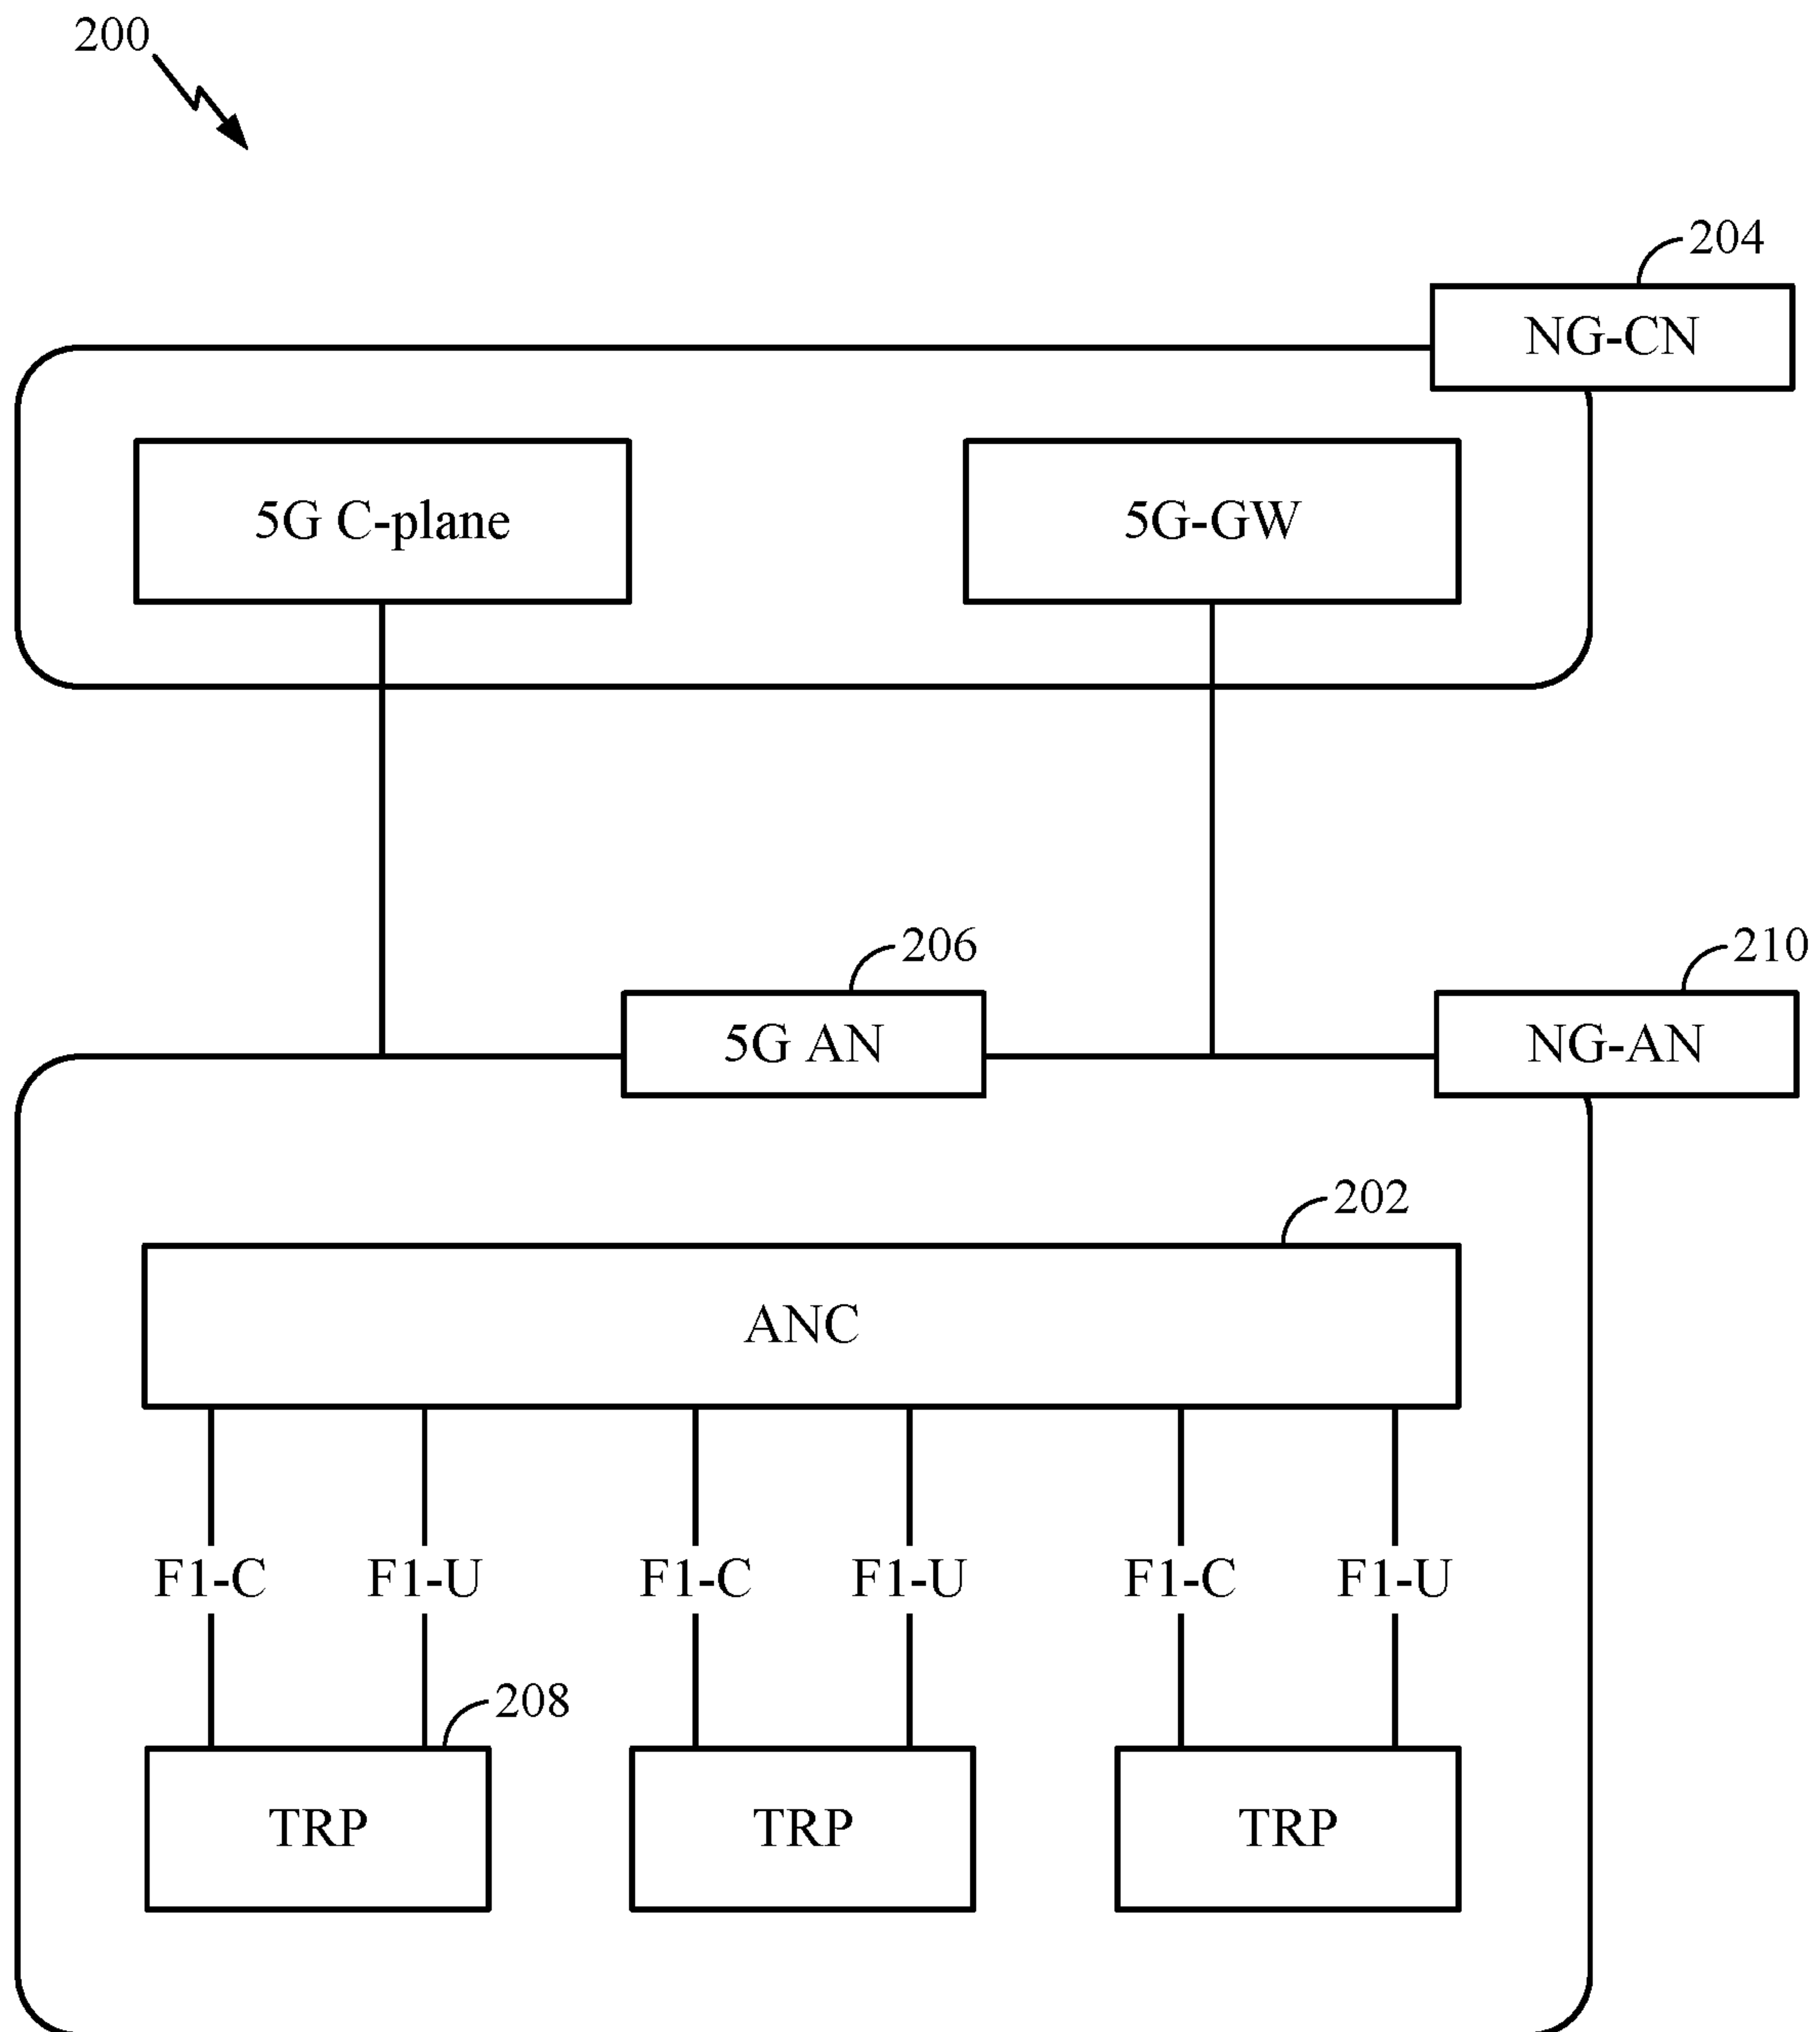 200
204
NG-CN
5G C-plane
5G-GW
206
210
5G AN
NG-AN
202
ANC
F1-C F1-U F1-C F1-U F1-C F1-U
208
TRP TRP TRP